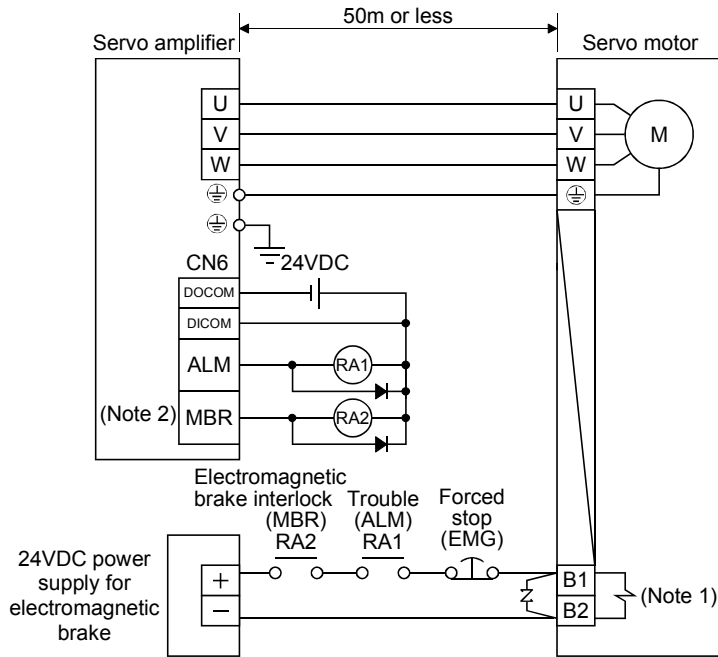 50m or less
Servo amplifier
Servo motor
U
U
V
V
M
W
W
CN6
24VDC
DOCOM
DICOM
ALM
RA1
(Note 2)
MBR
RA2
Electromagnetic
brake interlock
(MBR)
RA2
Trouble
(ALM)
RA1
Forced
stop
(EMG)
24VDC power
supply for
electromagnetic
brake
+
−
B1
B2
(Note 1)